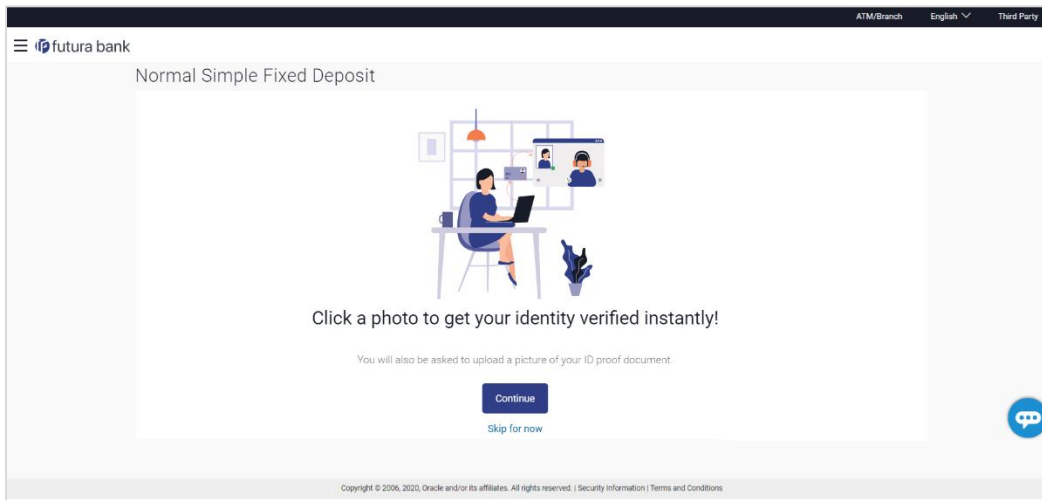 ATM/Branch English Third Party
futura bank
Normal Simple Fixed Deposit
Click a photo to get your identity verified instantly!
You will also be asked to upload a picture of your ID proof document.
Continue
Skip for now
Copyright © 2006, 2020, Oracle and/or its affiliates. All rights reserved. | Security Information | Terms and Conditions